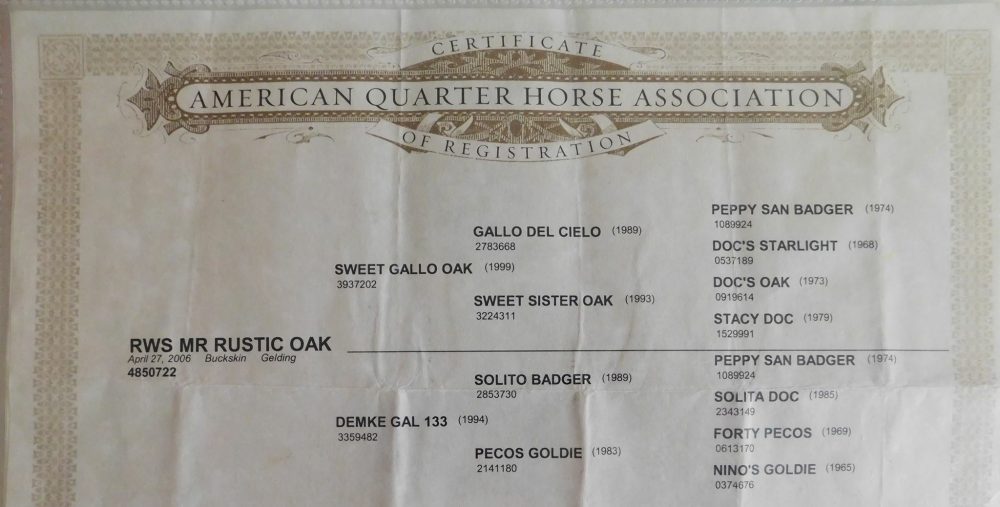 CERTIFICATE
AMERICAN QUARTER HORSE ASSOCIATION
OF REGISTRATION
PEPPY SAN BADGER (1974)
1089924
GALLO DEL CIELO (1989)
2783668
DOC'S STARLIGHT (1968)
0537189
SWEET GALLO OAK (1999)
3937202
DOC'S OAK (1973)
0919614
SWEET SISTER OAK (1993)
3224311
STACY DOC (1979)
1529991
RWS MR RUSTIC OAK
April 27, 2006 Buckskin Gelding
4850722
PEPPY SAN BADGER (1974)
1089924
SOLITO BADGER (1989)
2853730
SOLITA DOC (1985)
2343149
DEMKE GAL 133 (1994)
3359482
FORTY PECOS (1969)
0613170
PECOS GOLDIE (1983)
2141180
NINO'S GOLDIE (1965)
0374676